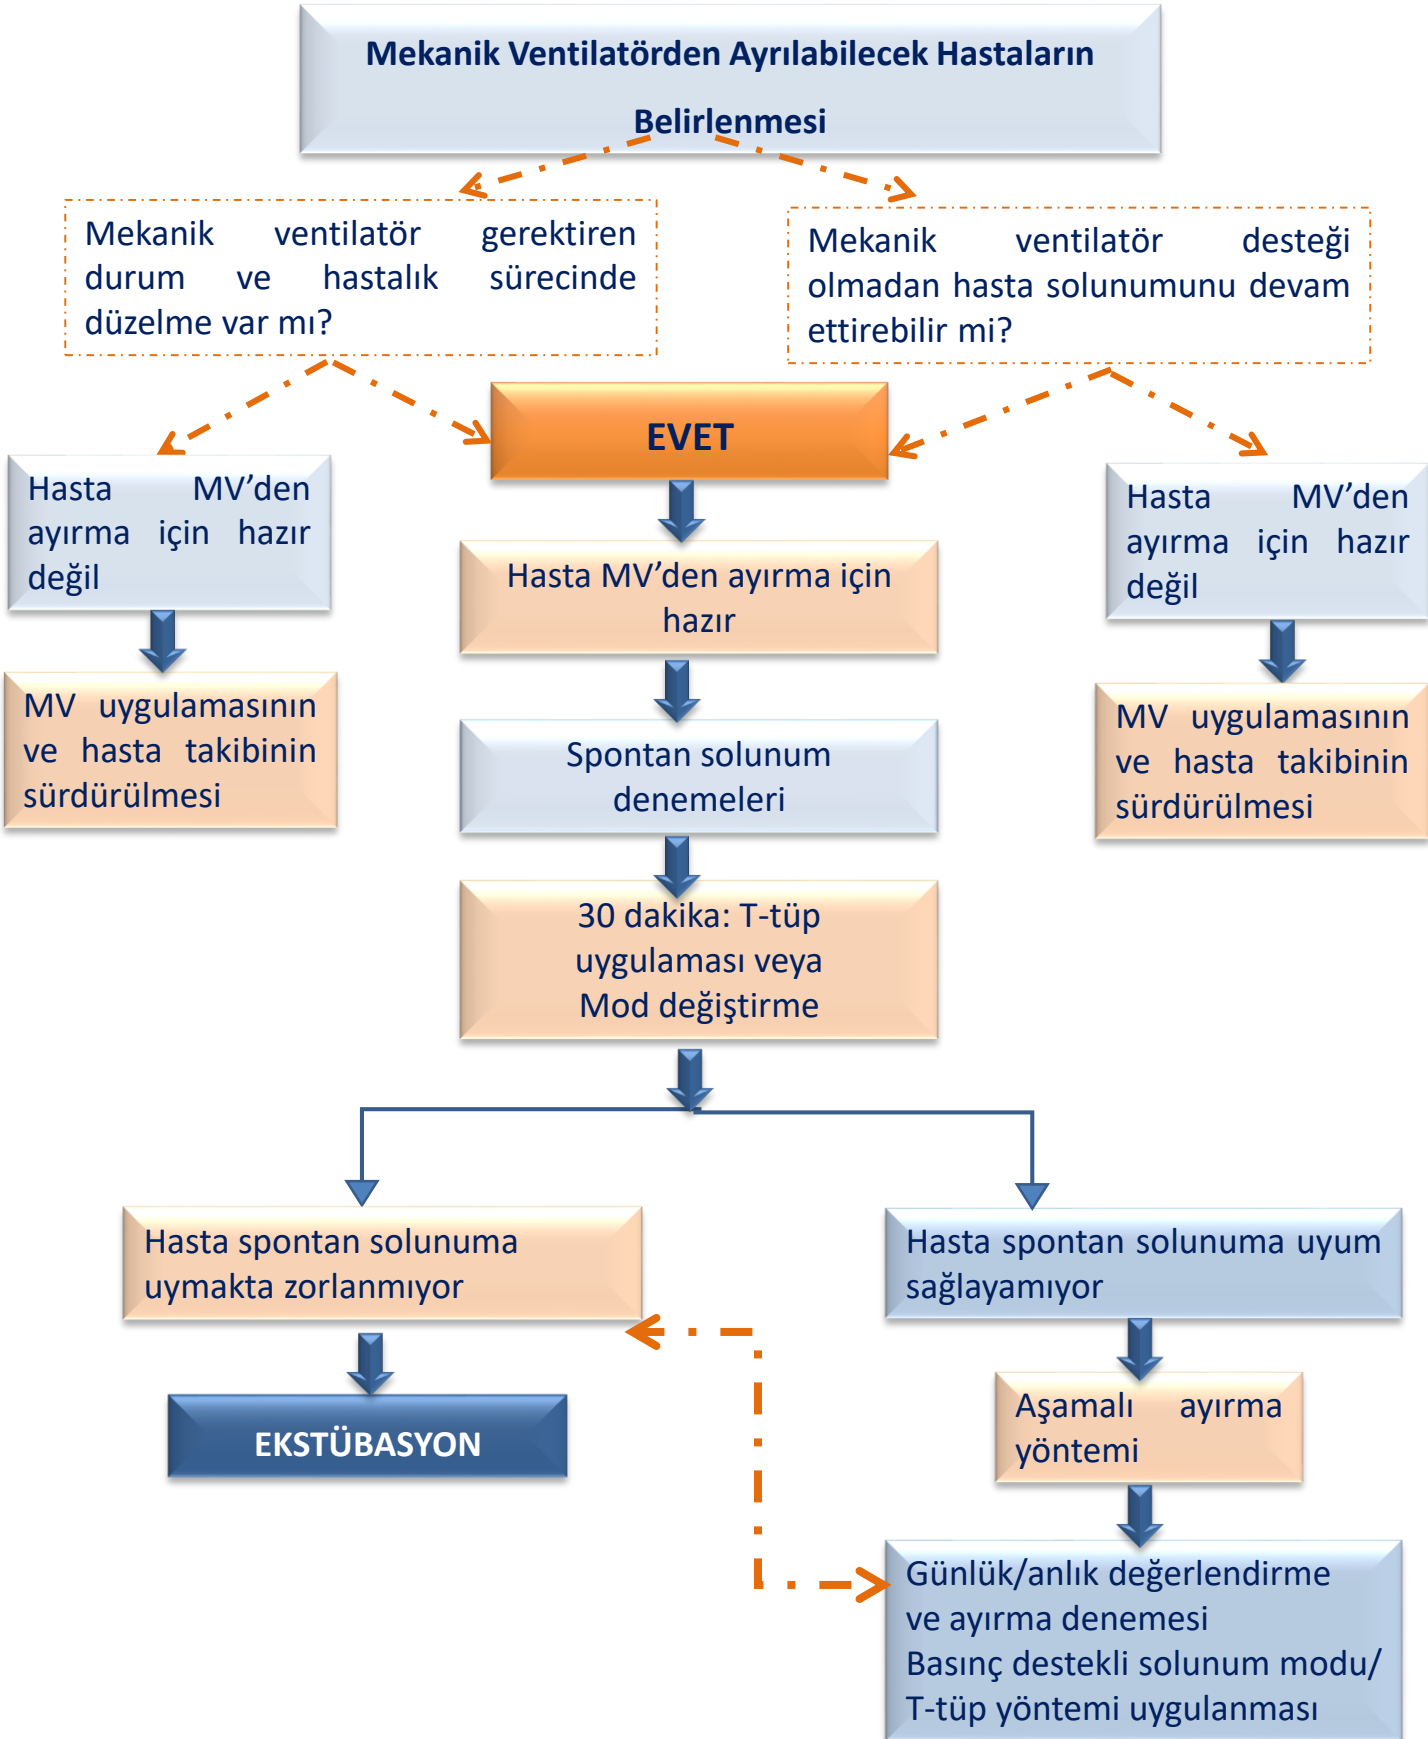 Mekanik Ventilatörden Ayrılabilecek Hastaların
Belirlenmesi
Mekanik ventilatör gerektiren
durum ve hastalık sürecinde
düzelme var mı?
Mekanik ventilatör desteği
olmadan hasta solunumunu devam
ettirebilir mi?
EVET
Hasta MV’den
ayırma için hazır
değil
Hasta MV’den ayırma için
hazır
Hasta MV’den
ayırma için hazır
değil
MV uygulamasının
ve hasta takibinin
sürdürülmesi
Spontan solunum
denemeleri
MV uygulamasının
ve hasta takibinin
sürdürülmesi
30 dakika: T-tüp
uygulaması veya
Mod değiştirme
Hasta spontan solunuma
uymakta zorlanmıyor
Hasta spontan solunuma uyum
sağlayamıyor
EKSTÜBASYON
Aşamalı ayırma
yöntemi
Günlük/anlık değerlendirme
ve ayırma denemesi
Basınç destekli solunum modu/
T-tüp yöntemi uygulanması